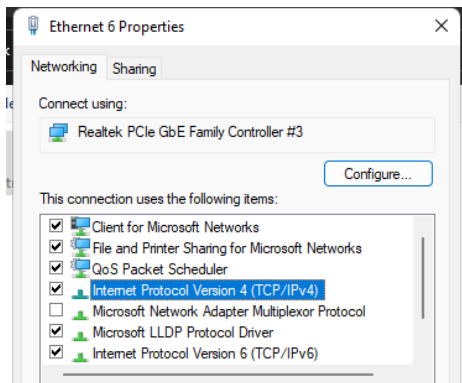 Ethernet 6 Properties
Networking
Sharing
Connect using:
Realtek PCIe GbE Family Controller #3
Configure...
This connection uses the following items:
Client for Microsoft Networks
File and Printer Sharing for Microsoft Networks
QoS Packet Scheduler
Internet Protocol Version 4 (TCP/IPv4)
Microsoft Network Adapter Multiplexor Protocol
Microsoft LLDP Protocol Driver
Internet Protocol Version 6 (TCP/IPv6)